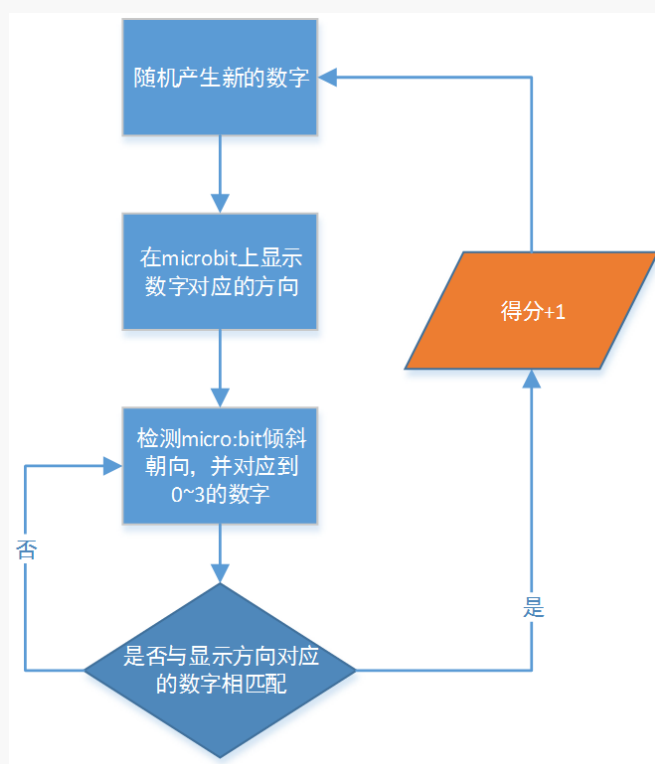 随机产生新的数字
在microbit上显示
数字对应的方向
得分+1
检测micro:bit倾斜
朝向，并对应到
0~3的数字
否
是
是否与显示方向对应
的数字相匹配